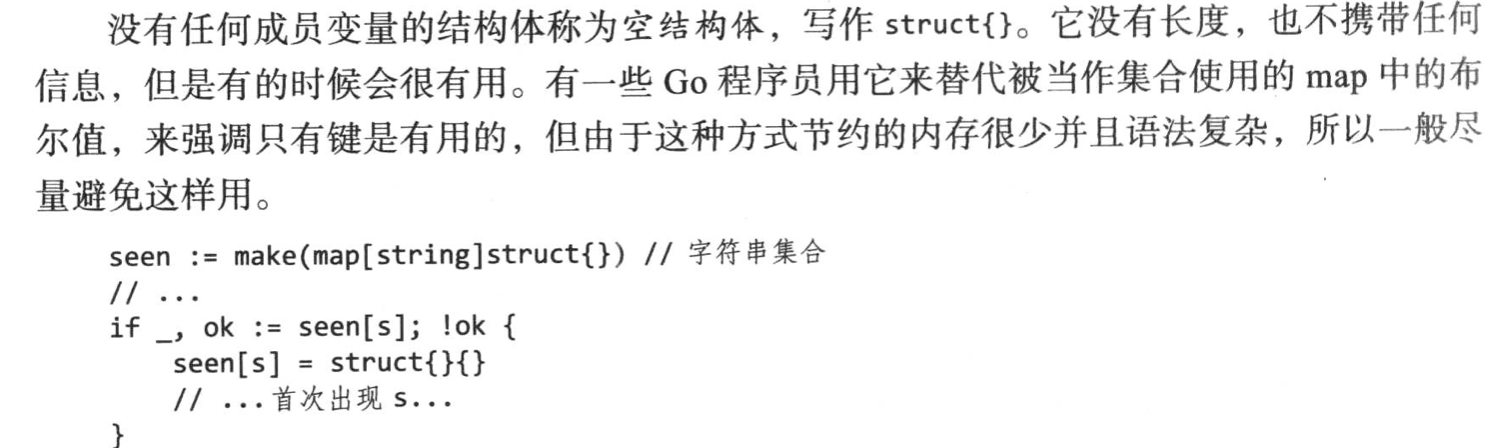 没有任何成员变量的结构体称为空结构体，写作 struct{}。它没有长度，也不携带任何
信息，但是有的时候会很有用。有一些 Go 程序员用它来替代被当作集合使用的 map 中的布
尔值，来强调只有键是有用的，但由于这种方式节约的内存很少并且语法复杂，所以一般尽
量避免这样用。
seen := make(map[string]struct{}) // 字符串集合
// ...
if _, ok := seen[s]; !ok {
    seen[s] = struct{}{}
    // ...首次出现 s...
}